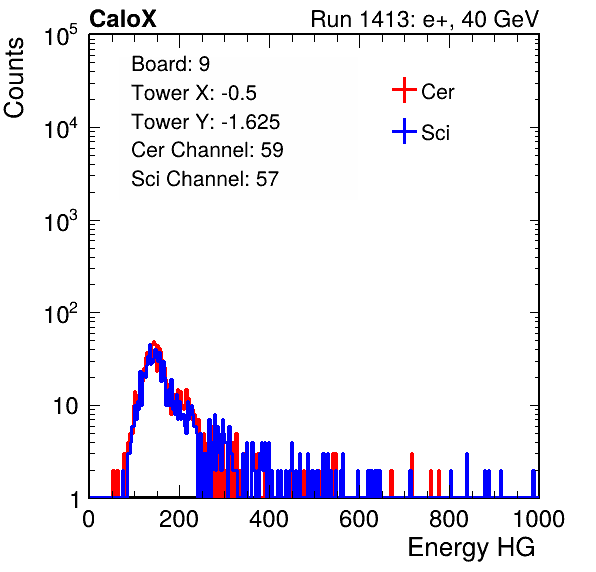 CaloX Run 1413: e+, 40 GeV
Counts
10^5
10^4
10^3
10^2
10
1
Board: 9
Tower X: -0.5
Tower Y: -1.625
Cer Channel: 59
Sci Channel: 57
Cer
Sci
0 200 400 600 800 1000
Energy HG